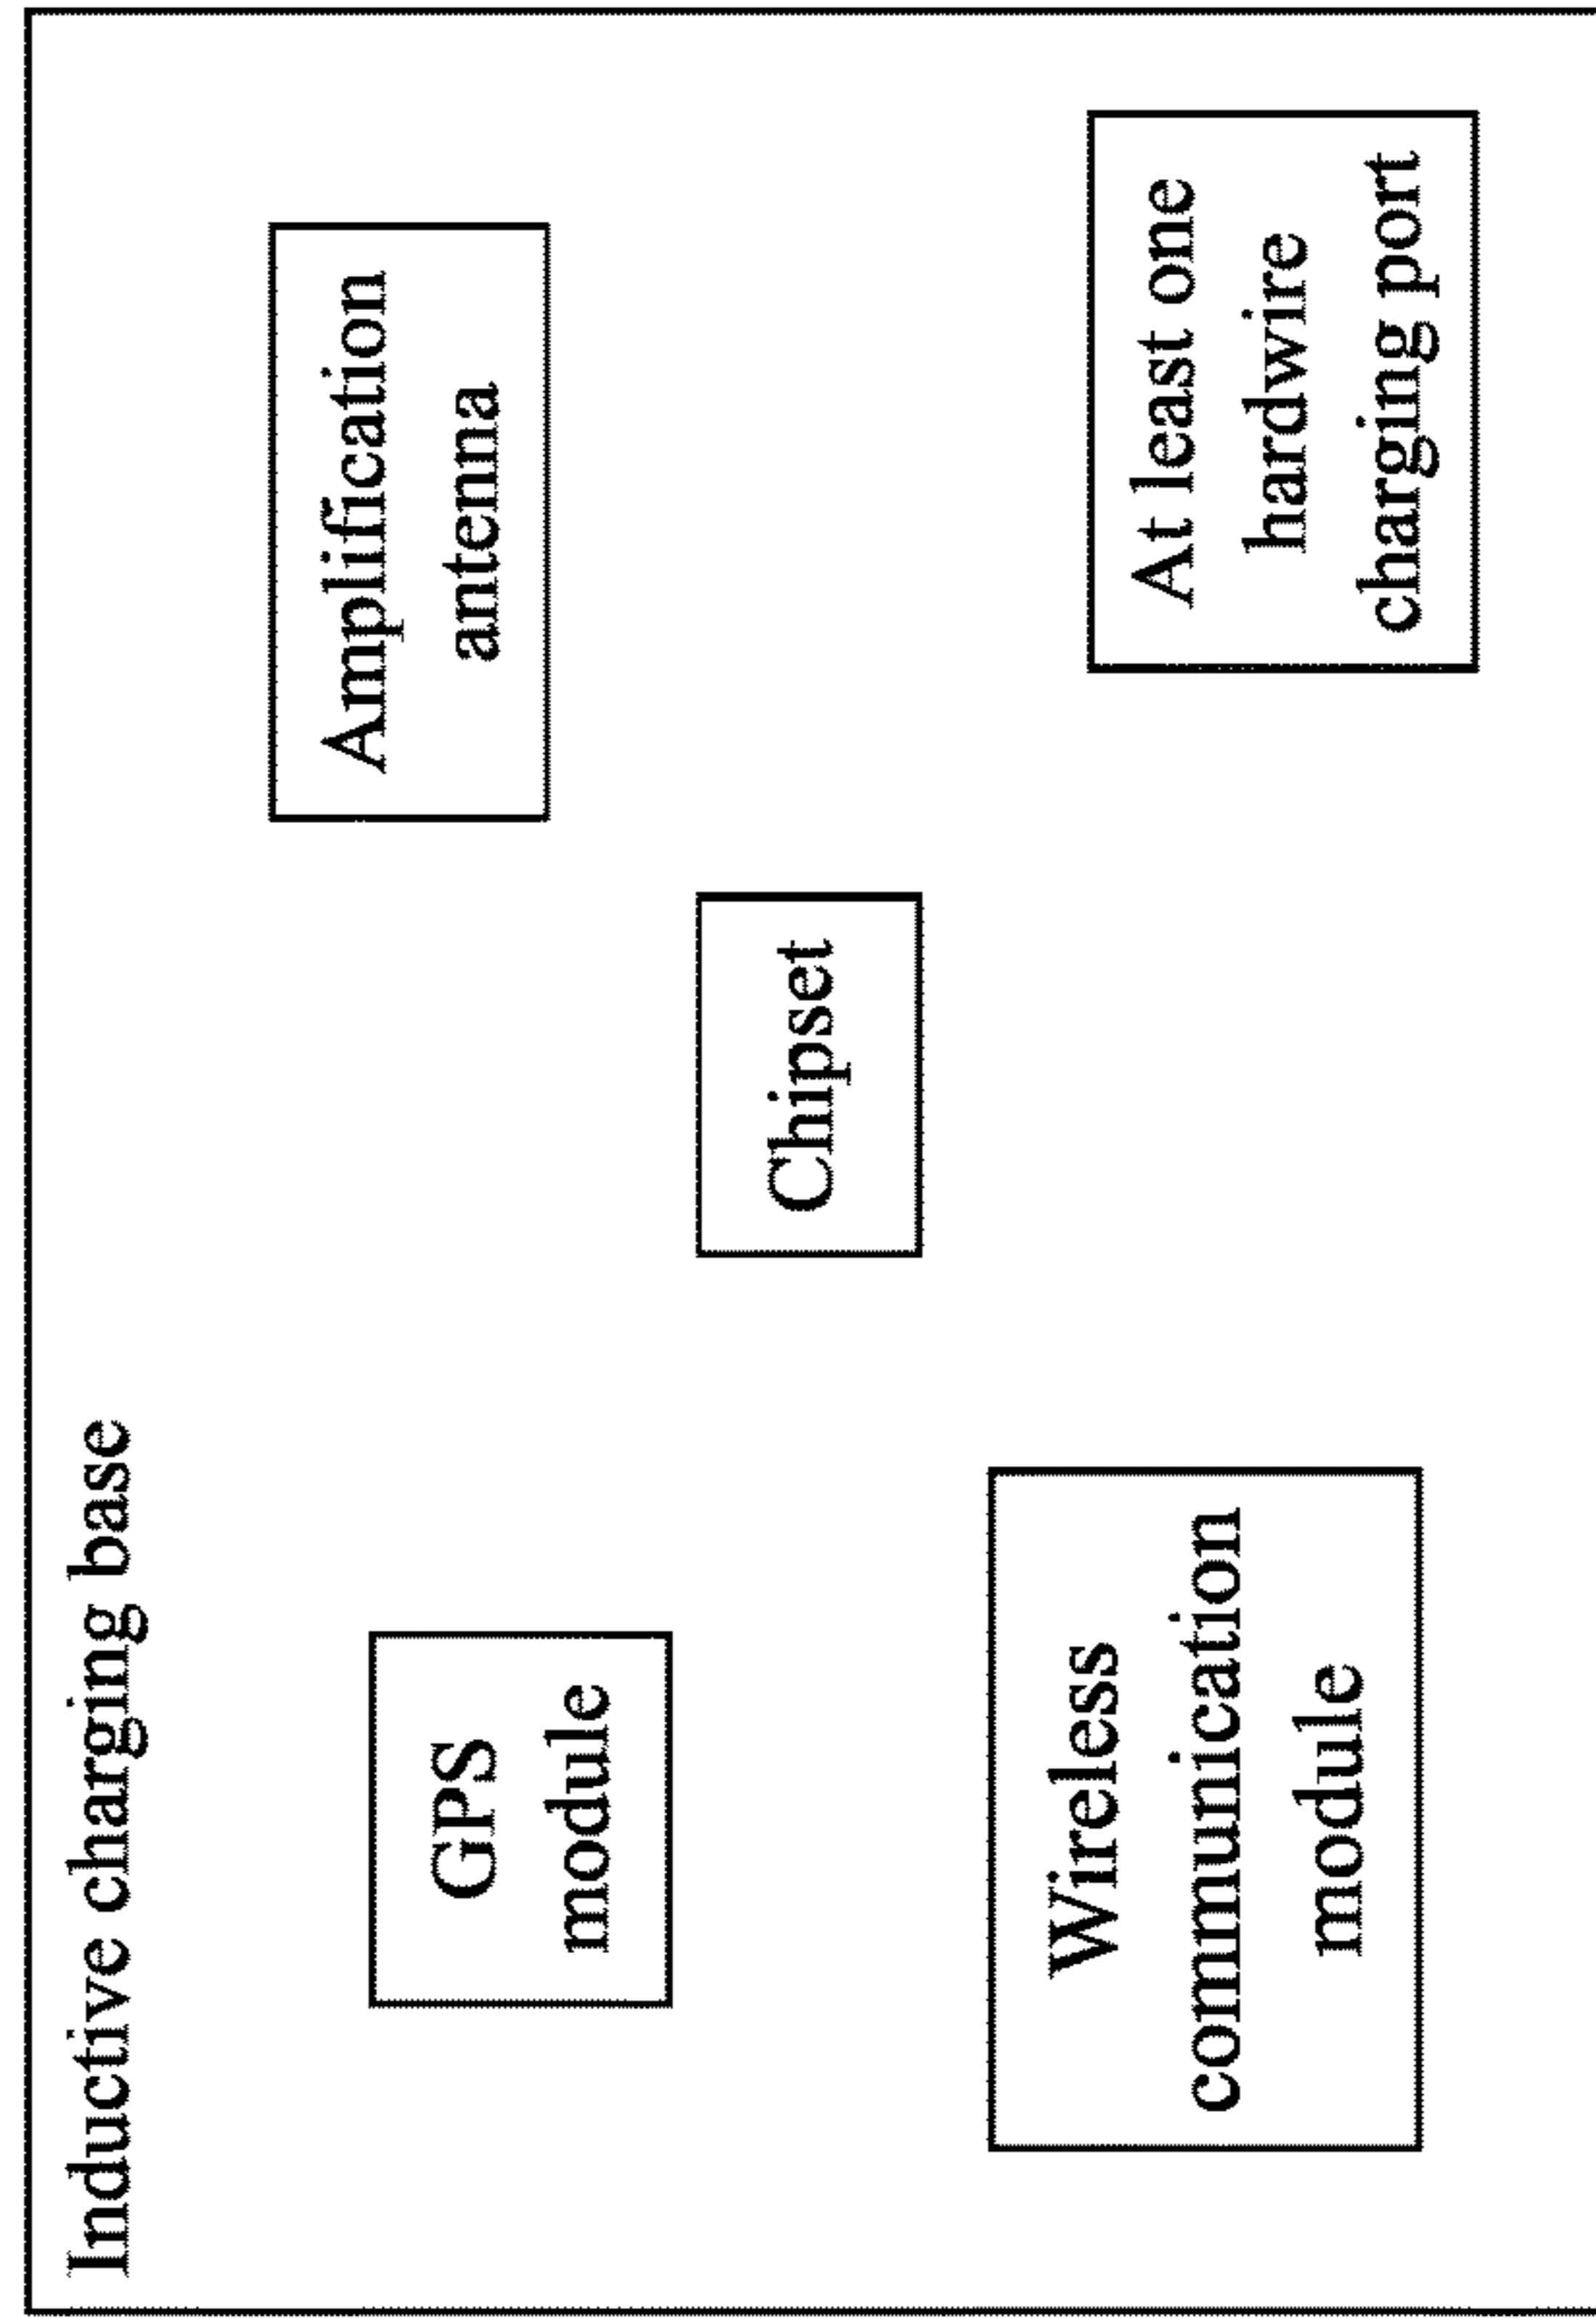 Inductive charging base
GPS
module
Amplification
antenna
Chipset
Wireless
communication
module
At least one
hardwire
charging port